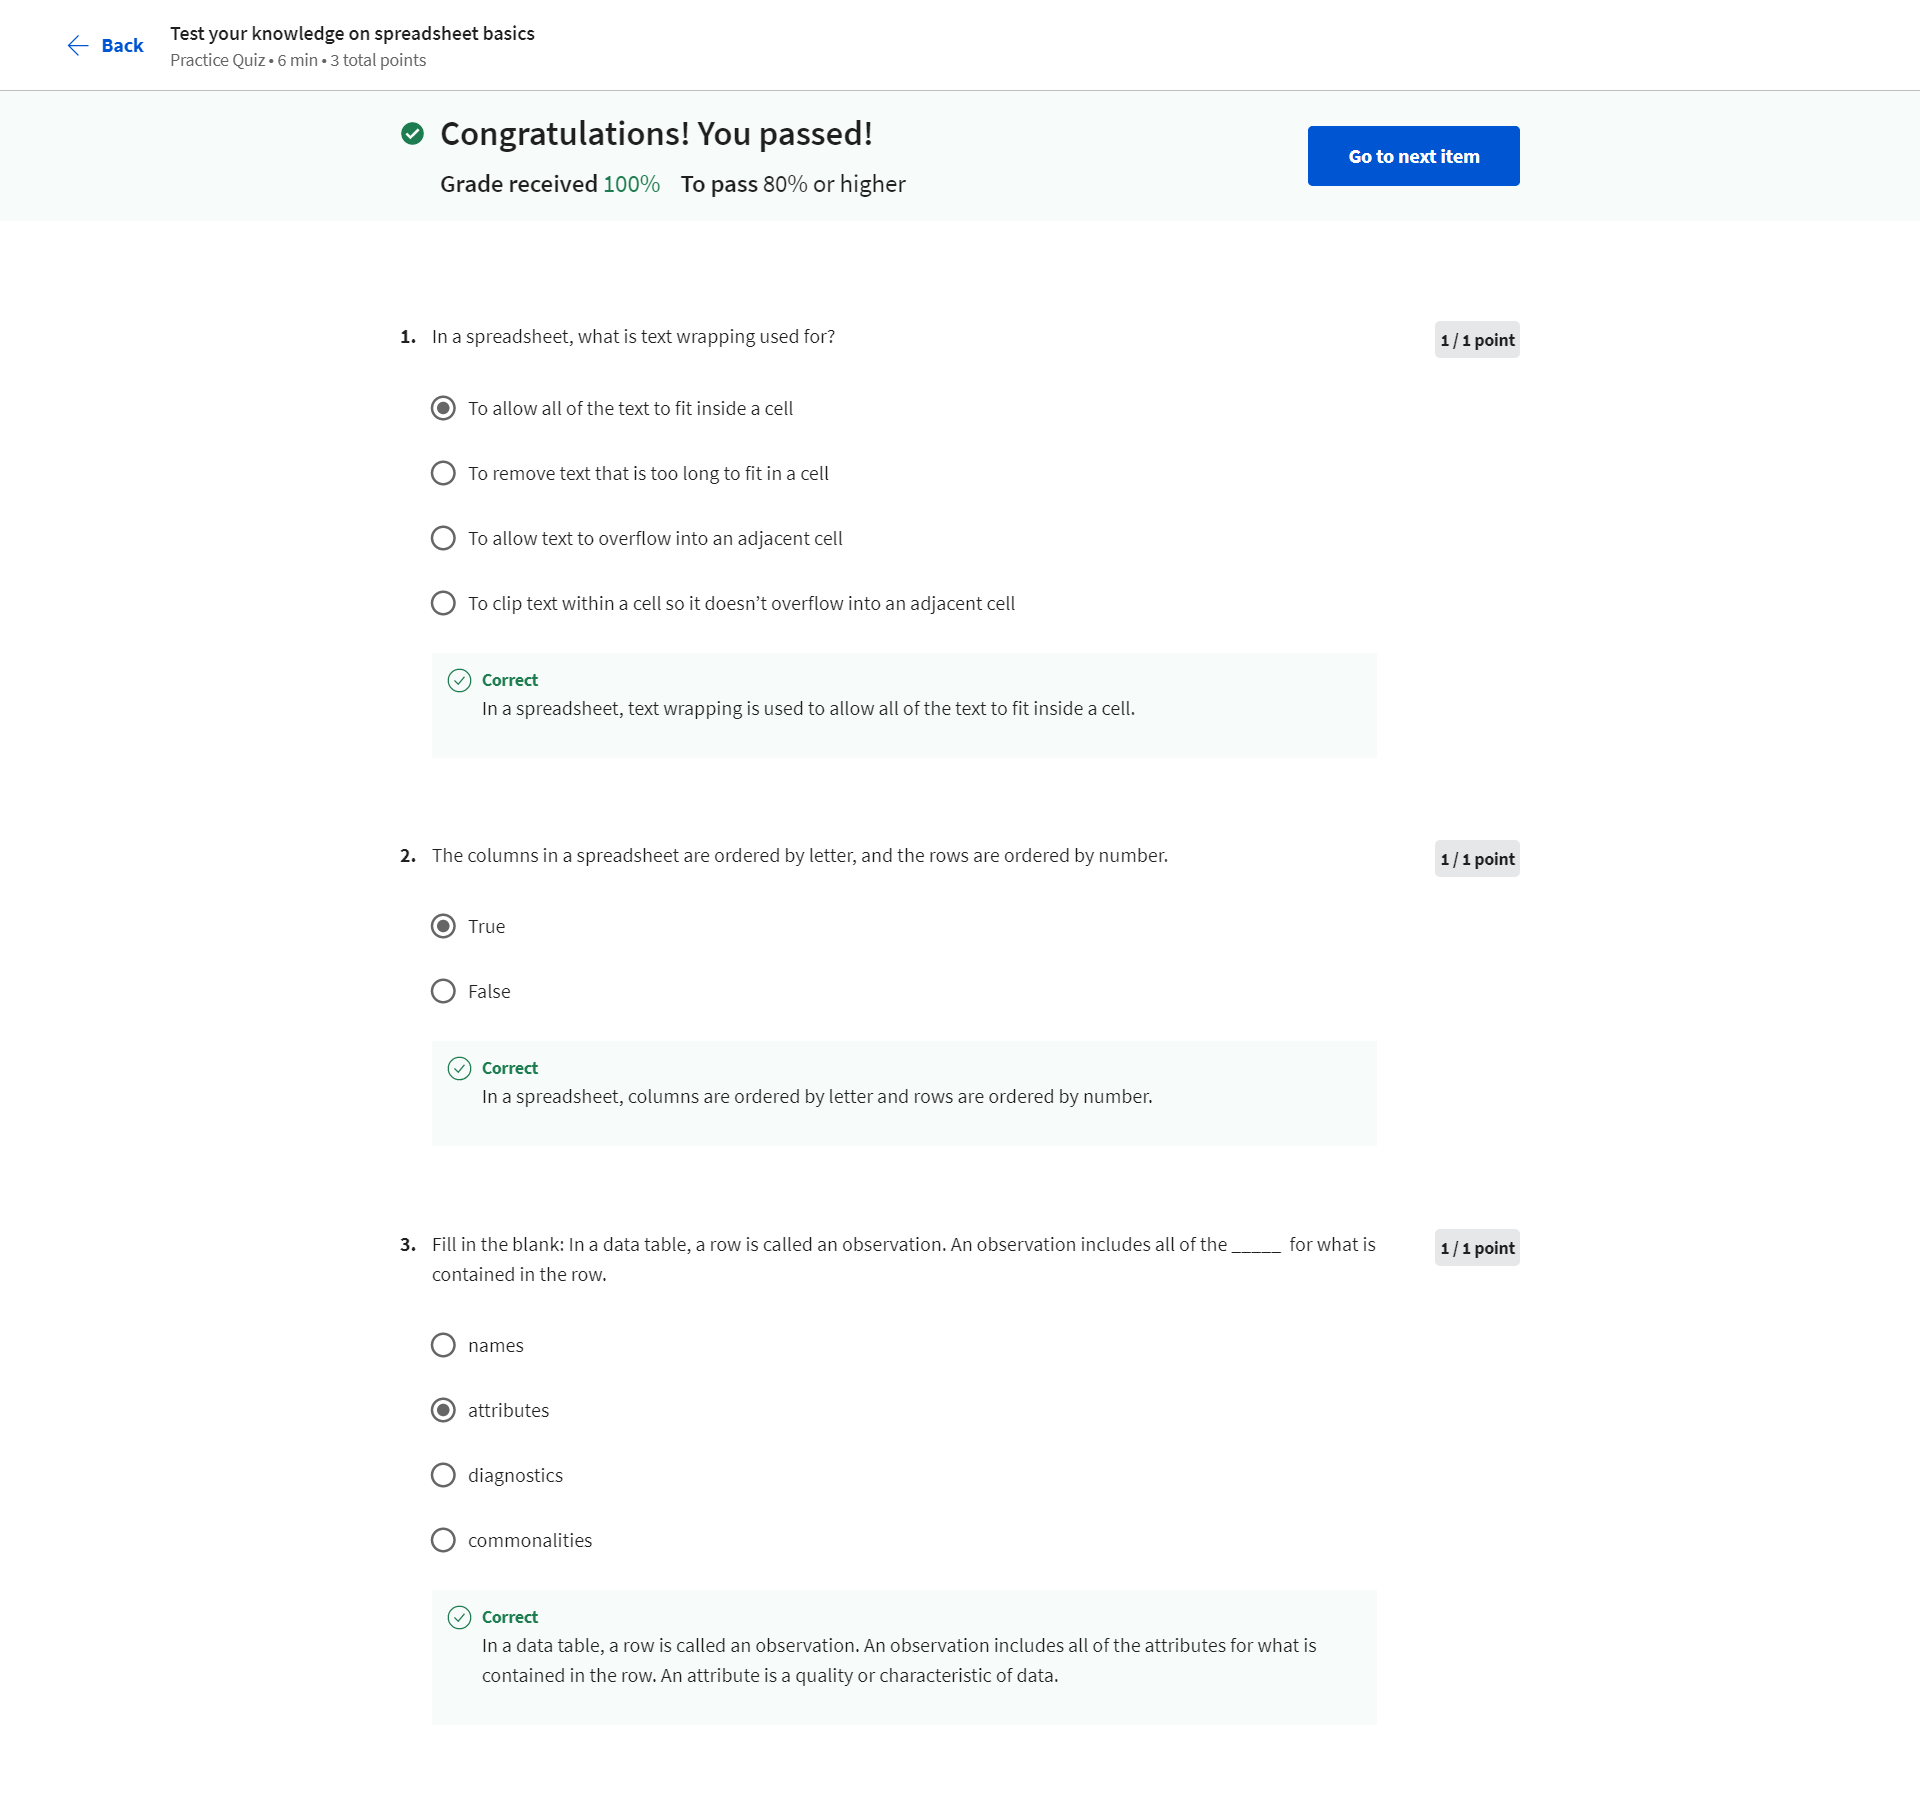 Back
Test your knowledge on spreadsheet basics
Practice Quiz • 6 min • 3 total points
Congratulations! You passed!
Grade received 100% To pass 80% or higher
Go to next item
1. In a spreadsheet, what is text wrapping used for?
1 / 1 point
To allow all of the text to fit inside a cell
To remove text that is too long to fit in a cell
To allow text to overflow into an adjacent cell
To clip text within a cell so it doesn’t overflow into an adjacent cell
Correct
In a spreadsheet, text wrapping is used to allow all of the text to fit inside a cell.
2. The columns in a spreadsheet are ordered by letter, and the rows are ordered by number.
1 / 1 point
True
False
Correct
In a spreadsheet, columns are ordered by letter and rows are ordered by number.
3. Fill in the blank: In a data table, a row is called an observation. An observation includes all of the _____ for what is
contained in the row.
1 / 1 point
names
attributes
diagnostics
commonalities
Correct
In a data table, a row is called an observation. An observation includes all of the attributes for what is
contained in the row. An attribute is a quality or characteristic of data.